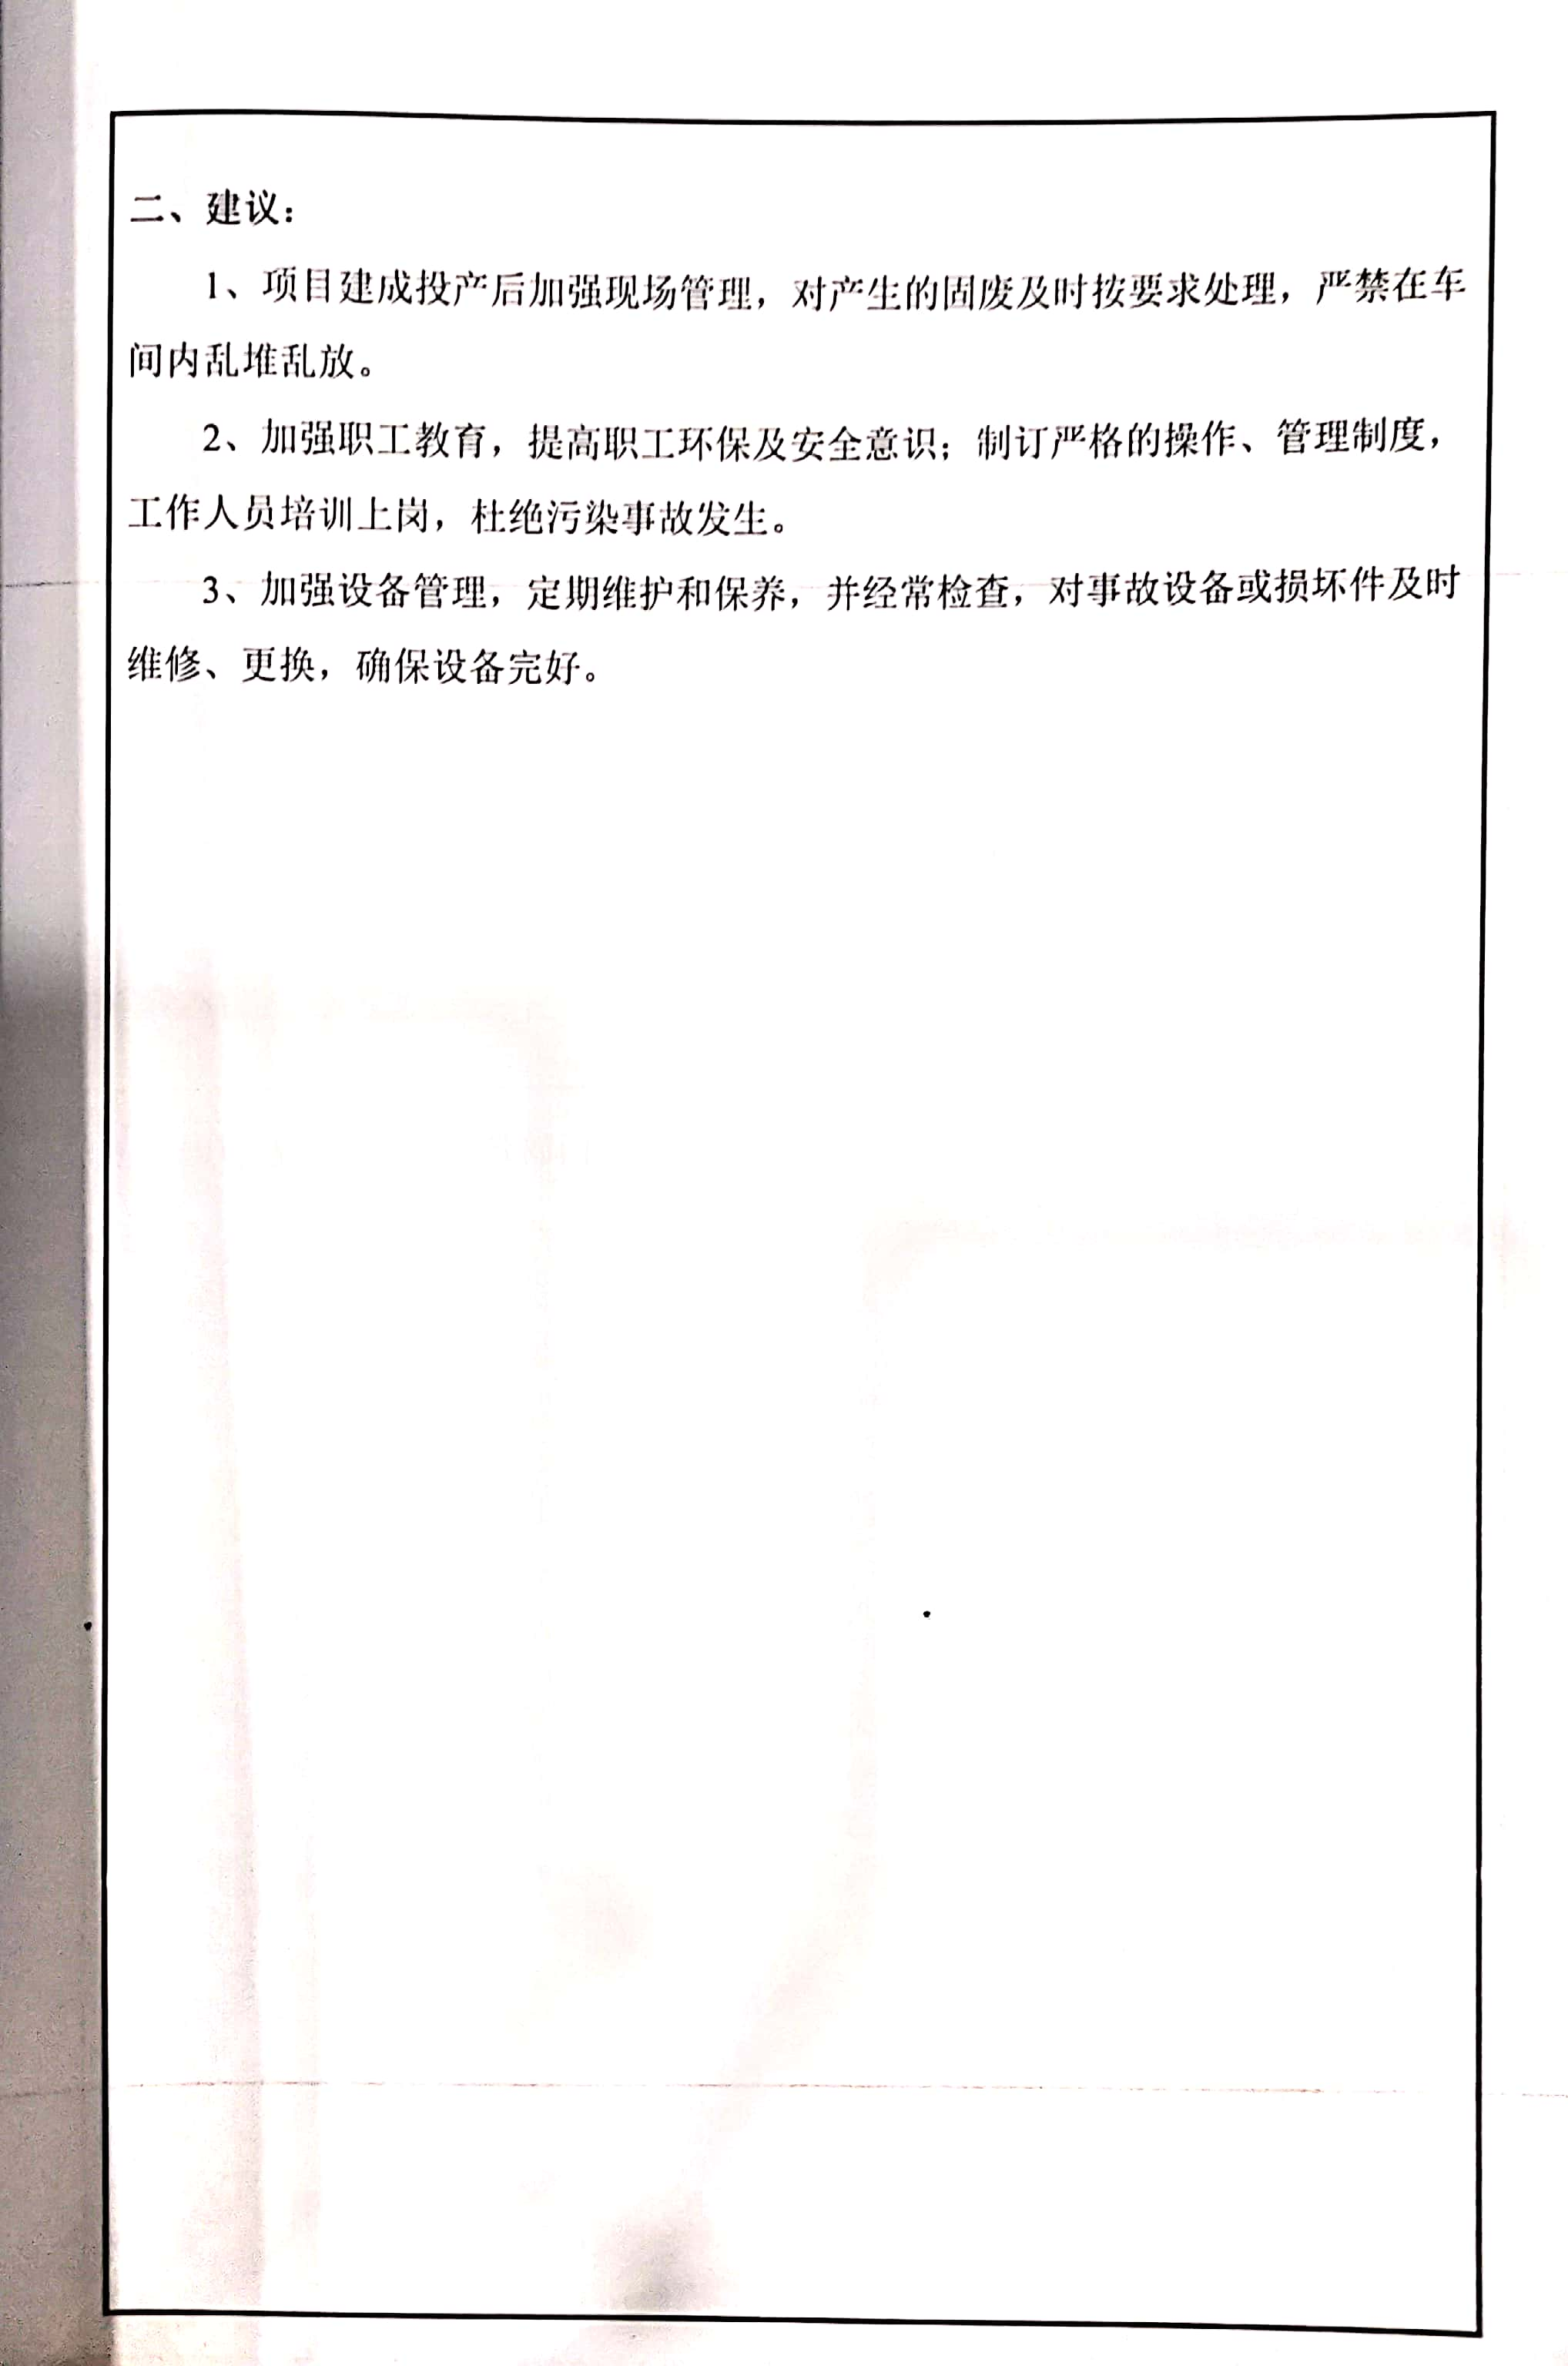 二、建议：
1、项目建成投产后加强现场管理，对产生的固废及时按要求处理，严禁在车
间内乱堆乱放。
2、加强职工教育，提高职工环保及安全意识；制订严格的操作、管理制度，
工作人员培训上岗，杜绝污染事故发生。
3、加强设备管理，定期维护和保养，并经常检查，对事故设备或损坏件及时
维修、更换，确保设备完好。